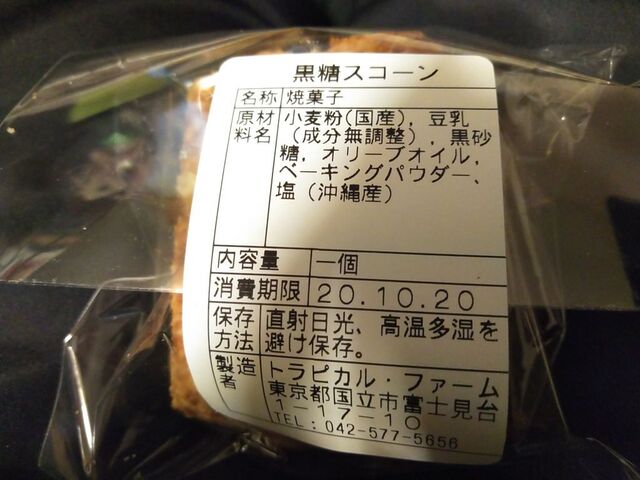 黒糖スコーン
名称 焼菓子
原材 小麦粉(国産)、豆乳
料名 (成分無調整)、黒砂
糖、オリーブオイル、
ベーキングパウダー、
塩(沖縄産)
内容量 一個
消費期限 20.10.20
保存 直射日光、高温多湿を
方法 避け保存。
製造 トラピカル・ファーム
者 東京都国立市富士見台
1-17-10
TEL:042-577-5656